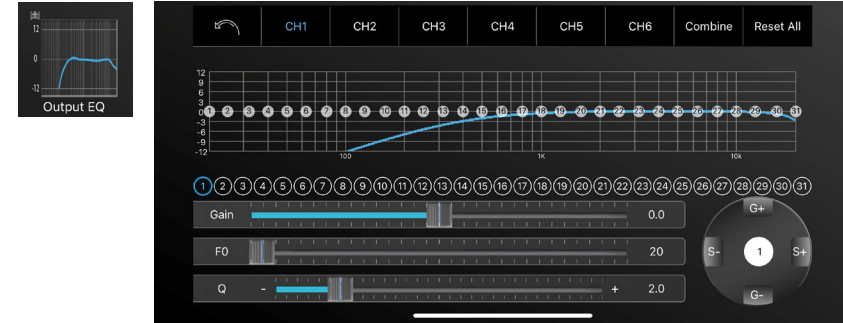 [db]
12
0
-12
Output EQ
CH1 CH2 CH3 CH4 CH5 CH6 Combine Reset All
12
9
6
3
0
-3
-6
-9
-12
1 2 3 4 5 6 7 8 9 10 11 12 13 14 15 16 17 18 19 20 21 22 23 24 25 26 27 28 29 30 31
100 1K 10k
1 2 3 4 5 6 7 8 9 10 11 12 13 14 15 16 17 18 19 20 21 22 23 24 25 26 27 28 29 30 31
Gain 0.0
F0 20
Q - + 2.0
G+
S- 1 S+
G-